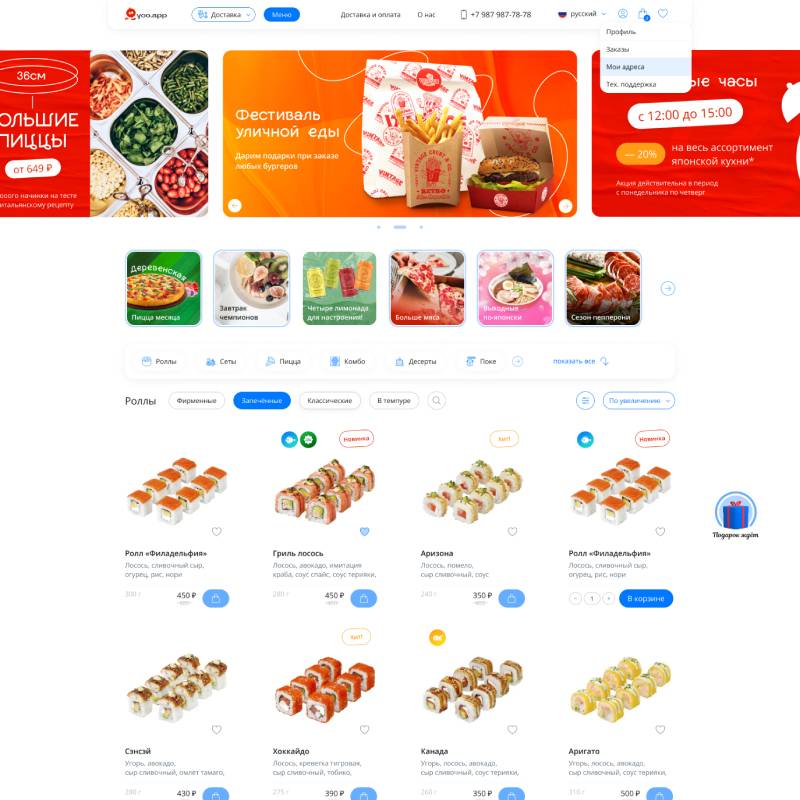 yoo.app
Доставка
Меню
Доставка и оплата
О нас
+7 987 987-78-78
русский
2
Профиль
Заказы
Мои адреса
Тех. поддержка
36см
ОЛЬШИЕ
ПИЦЦЫ
от 649 ₽
ого начинки на тесте
итальянскому рецепту
Фестиваль
уличной еды
Дарим подарки при заказе
любых бургеров
VINTAGE
RETRO
ые часы
с 12:00 до 15:00
— 20%
на весь ассортимент
японской кухни*
Акция действительна в период
с понедельника по четверг
Деревенская
Пицца месяца
Завтрак
чемпионов
Четыре лимонада
для настроения!
Больше мяса
Выходные
по-японски
Сезон пепперони
Роллы
Сеты
Пицца
Комбо
Десерты
Поке
показать все
Роллы
Фирменные
Запечённые
Классические
В темпуре
По увеличению
Новинка
Хит!
Новинка
Подарок ждёт
Ролл «Филадельфия»
Лосось, сливочный сыр,
огурец, рис, нори
300 г
450 ₽
Гриль лосось
Лосось, авокадо, имитация
краба, соус спайс, соус терияки,
280 г
450 ₽
Аризона
Лосось, помело,
сыр сливочный, соус
240 г
350 ₽
Ролл «Филадельфия»
Лосось, сливочный сыр,
огурец, рис, нори
− 1 +
В корзине
Хит!
Сэнсэй
Угорь, авокадо,
сыр сливочный, омлет тамаго,
280 г
430 ₽
Хоккайдо
Лосось, креветка тигровая,
сыр сливочный, тобико,
275 г
390 ₽
Канада
Угорь, лосось, авокадо,
сыр сливочный, соус терияки,
260 г
350 ₽
Аригато
Угорь, лосось, авокадо,
сыр сливочный, соус терияки,
310 г
500 ₽